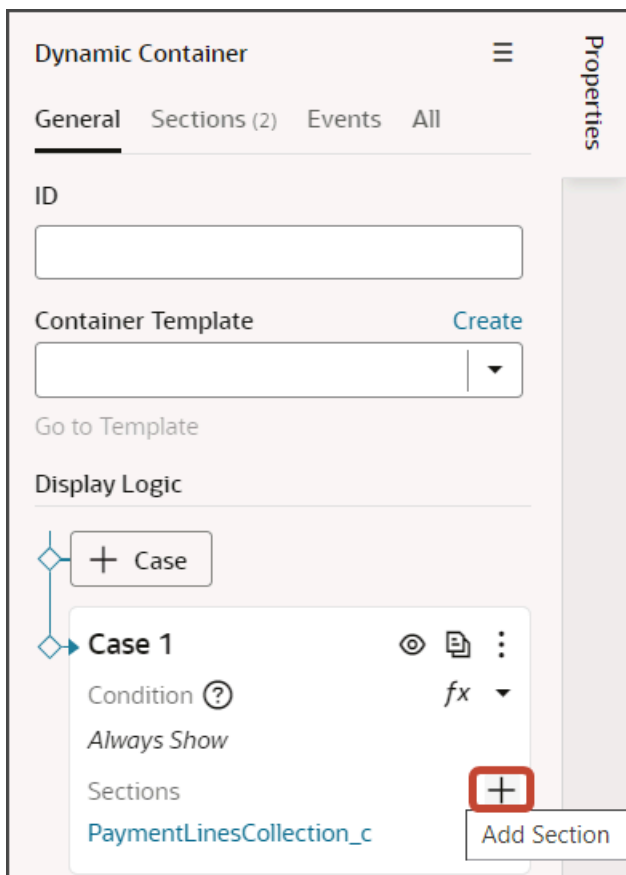 Dynamic Container
Properties
General Sections (2) Events All
ID
Container Template Create
Go to Template
Display Logic
+ Case
Case 1
Condition ? fx
Always Show
Sections +
PaymentLinesCollection_c
Add Section